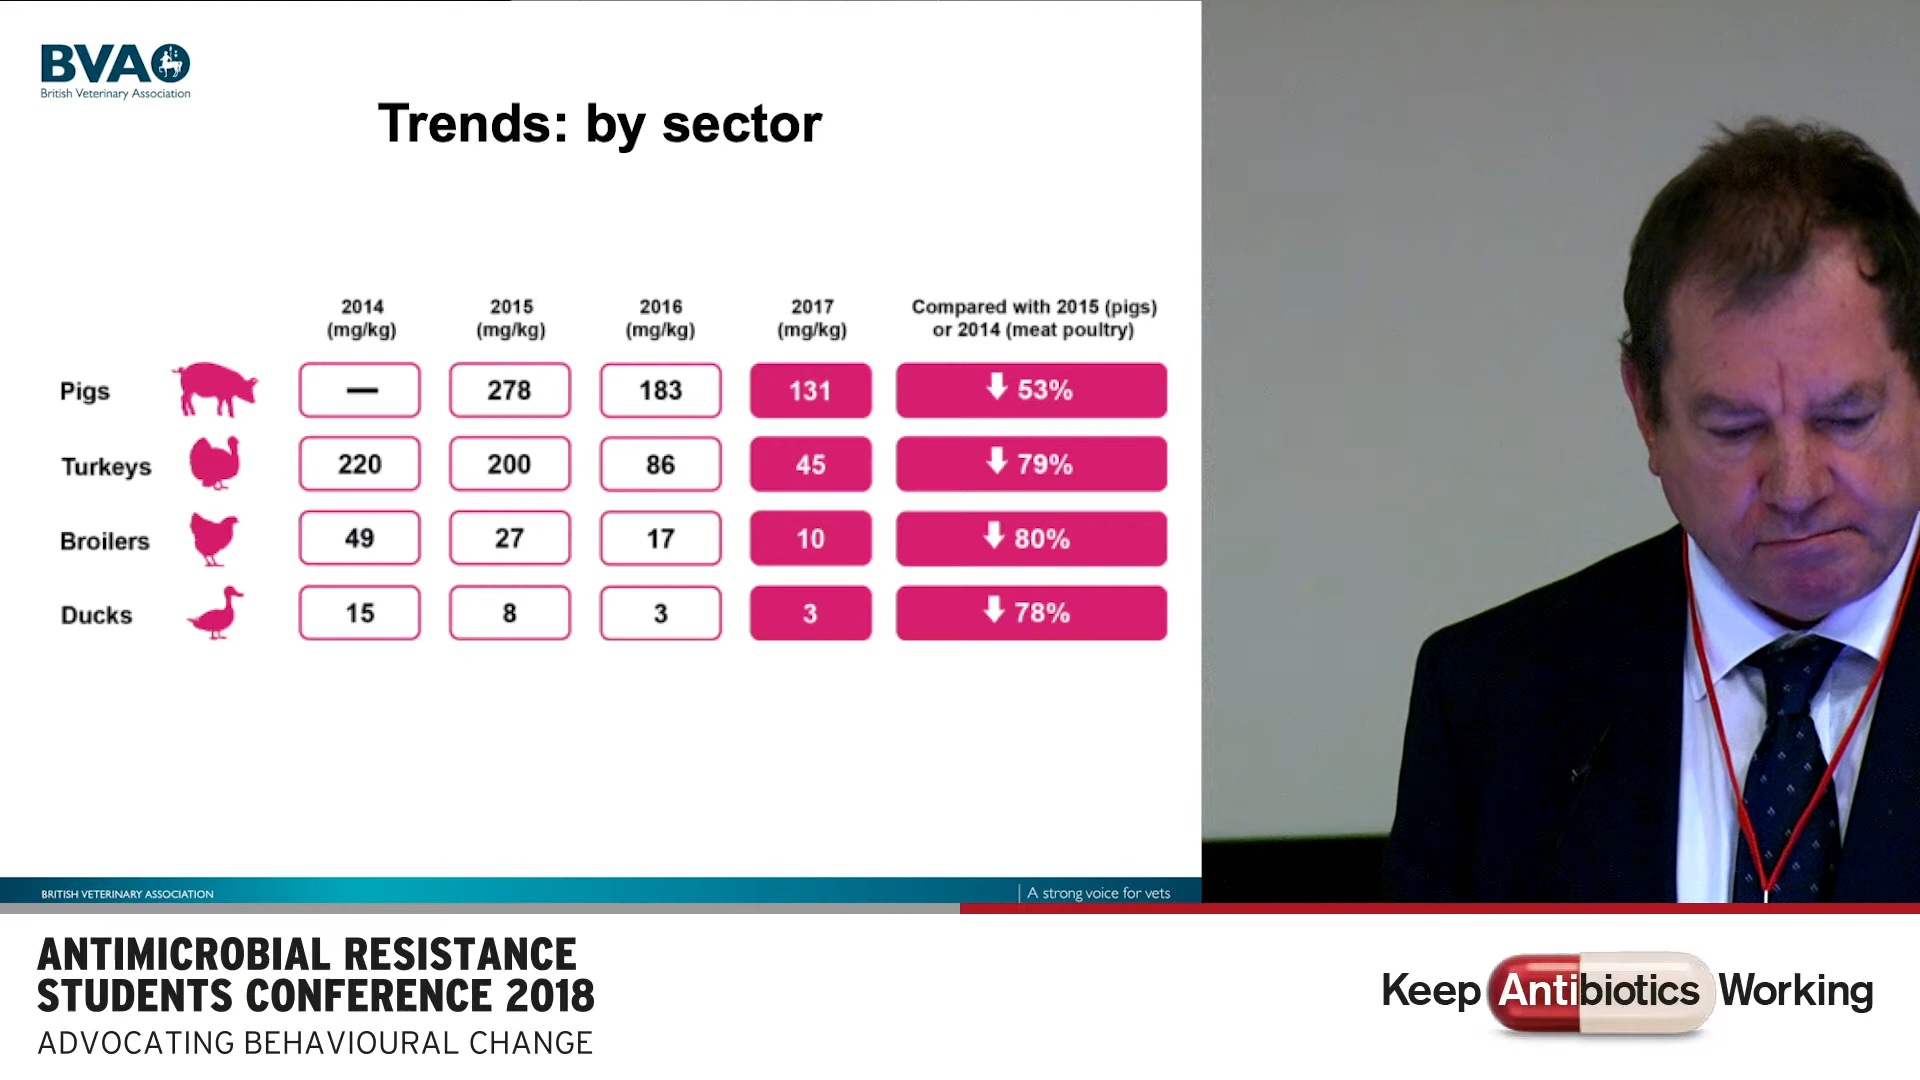 BVA
British Veterinary Association
Trends: by sector
2014 2015 2016 2017 Compared with 2015 (pigs)
(mg/kg) (mg/kg) (mg/kg) (mg/kg) or 2014 (meat poultry)
Pigs — 278 183 131 53%
Turkeys 220 200 86 45 79%
Broilers 49 27 17 10 80%
Ducks 15 8 3 3 78%
BRITISH VETERINARY ASSOCIATION A strong voice for vets
ANTIMICROBIAL RESISTANCE
STUDENTS CONFERENCE 2018
ADVOCATING BEHAVIOURAL CHANGE
Keep Antibiotics Working